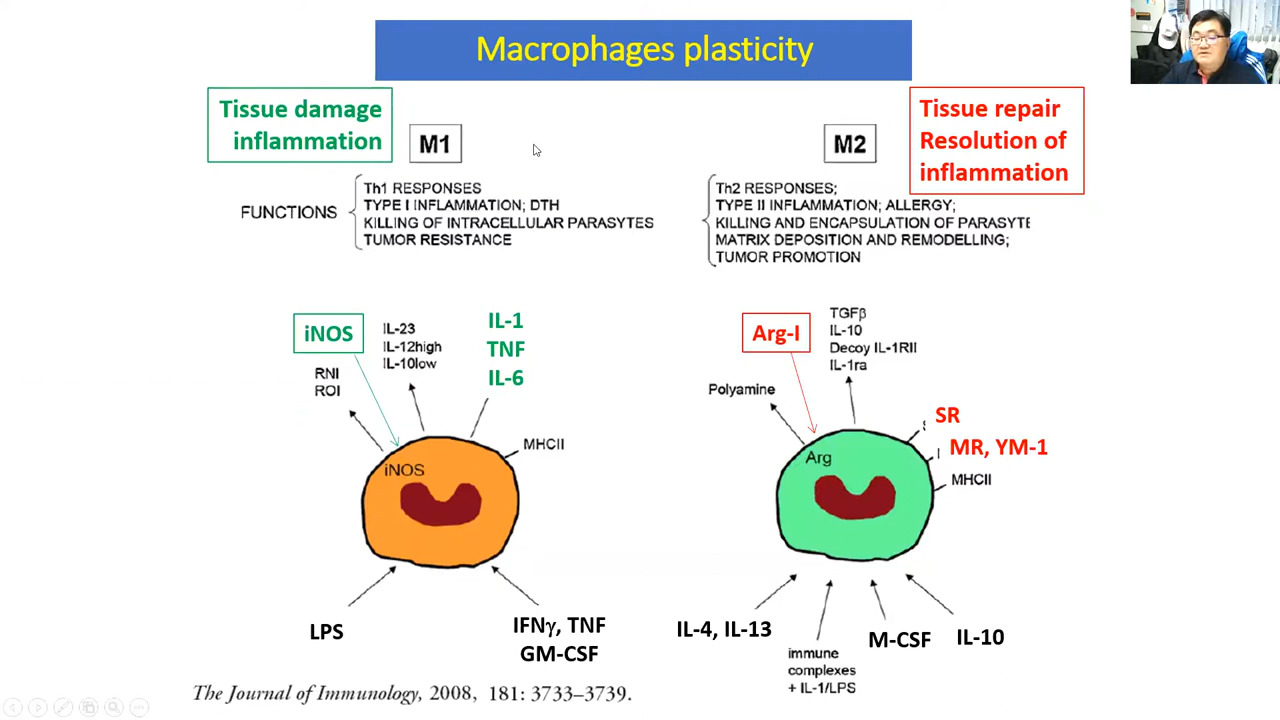 Macrophages plasticity
Tissue damage
inflammation
M1
M2
Tissue repair
Resolution of
inflammation
FUNCTIONS
Th1 RESPONSES
TYPE I INFLAMMATION; DTH
KILLING OF INTRACELLULAR PARASYTES
TUMOR RESISTANCE
Th2 RESPONSES;
TYPE II INFLAMMATION; ALLERGY;
KILLING AND ENCAPSULATION OF PARASYTE
MATRIX DEPOSITION AND REMODELLING;
TUMOR PROMOTION
iNOS
RNI
ROI
IL-23
IL-12high
IL-10low
IL-1
TNF
IL-6
MHCII
iNOS
LPS
IFNγ, TNF
GM-CSF
Arg-I
Polyamine
TGFβ
IL-10
Decoy IL-1RII
IL-1ra
SR
MR, YM-1
MHCII
Arg
IL-4, IL-13
immune
complexes
+ IL-1/LPS
M-CSF
IL-10
The Journal of Immunology, 2008, 181: 3733–3739.